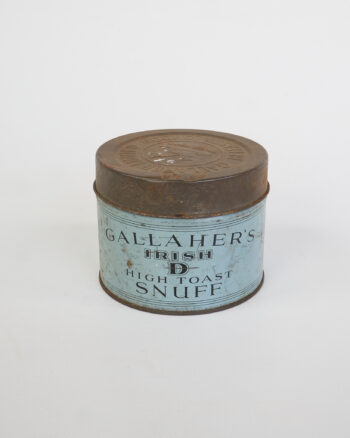 GALLAHER'S
IRISH
D
HIGH TOAST
SNUFF